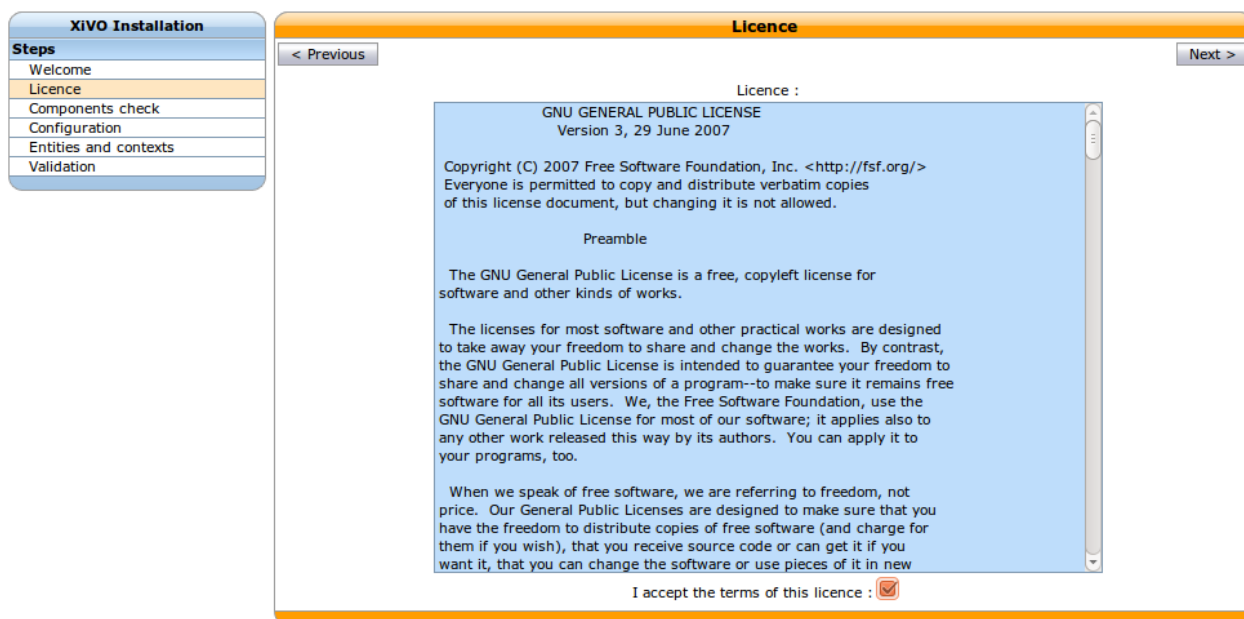 XiVO Installation
Steps
Welcome
Licence
Components check
Configuration
Entities and contexts
Validation
Licence
< Previous
Next >
Licence :
GNU GENERAL PUBLIC LICENSE
Version 3, 29 June 2007
Copyright (C) 2007 Free Software Foundation, Inc. <http://fsf.org/>
Everyone is permitted to copy and distribute verbatim copies
of this license document, but changing it is not allowed.
Preamble
The GNU General Public License is a free, copyleft license for
software and other kinds of works.
The licenses for most software and other practical works are designed
to take away your freedom to share and change the works.  By contrast,
the GNU General Public License is intended to guarantee your freedom to
share and change all versions of a program--to make sure it remains free
software for all its users.  We, the Free Software Foundation, use the
GNU General Public License for most of our software; it applies also to
any other work released this way by its authors.  You can apply it to
your programs, too.
When we speak of free software, we are referring to freedom, not
price.  Our General Public Licenses are designed to make sure that you
have the freedom to distribute copies of free software (and charge for
them if you wish), that you receive source code or can get it if you
want it, that you can change the software or use pieces of it in new
I accept the terms of this licence :